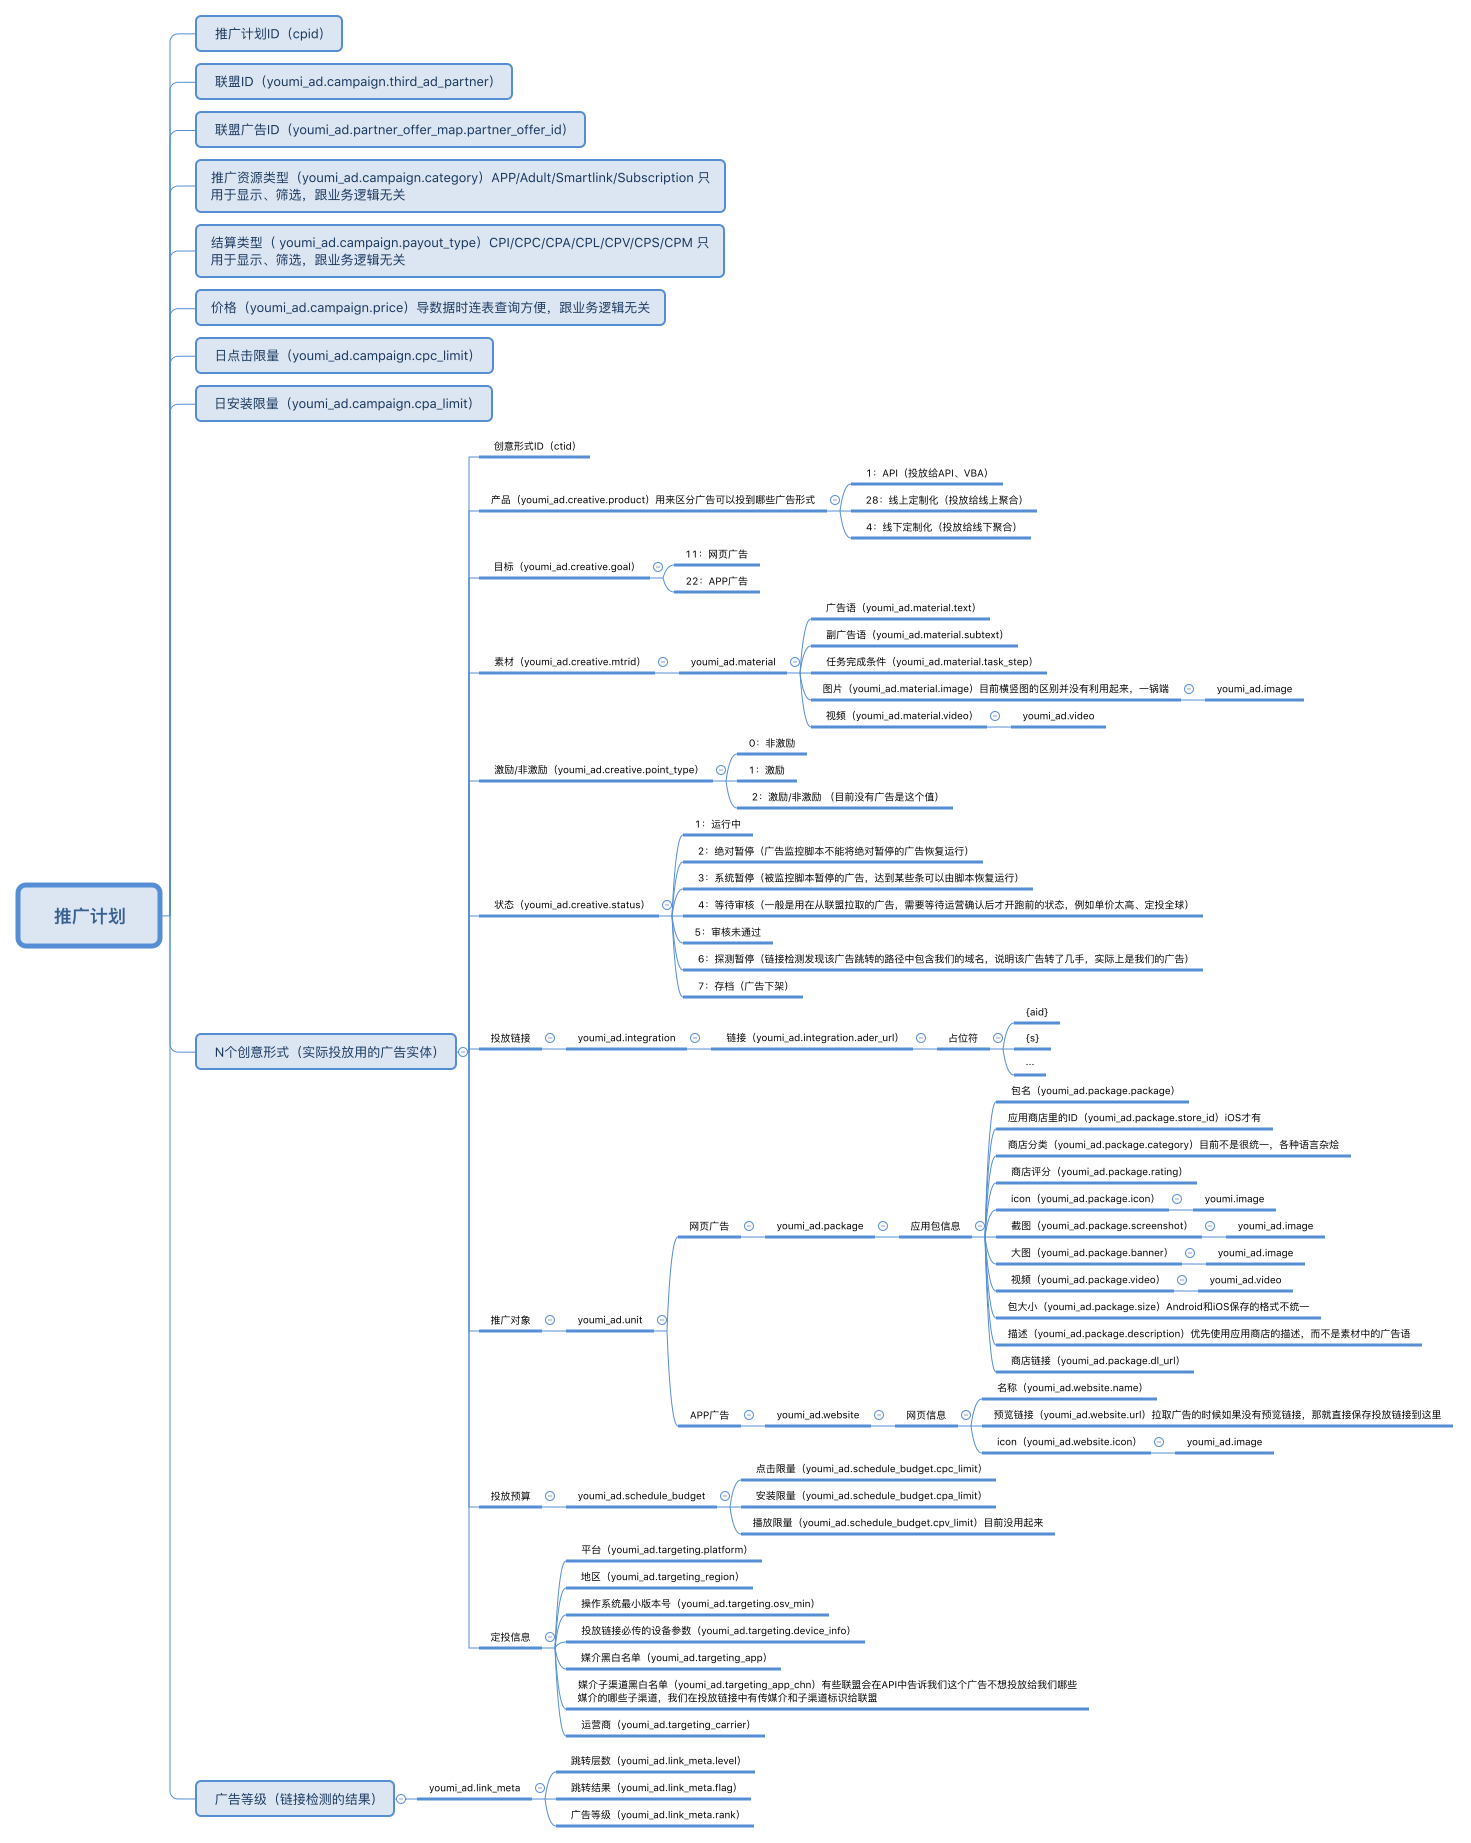 推广计划
推广计划ID（cpid）
联盟ID（youmi_ad.campaign.third_ad_partner）
联盟广告ID（youmi_ad.partner_offer_map.partner_offer_id）
推广资源类型（youmi_ad.campaign.category）APP/Adult/Smartlink/Subscription 只
用于显示、筛选，跟业务逻辑无关
结算类型（ youmi_ad.campaign.payout_type）CPI/CPC/CPA/CPL/CPV/CPS/CPM 只
用于显示、筛选，跟业务逻辑无关
价格（youmi_ad.campaign.price）导数据时连表查询方便，跟业务逻辑无关
日点击限量（youmi_ad.campaign.cpc_limit）
日安装限量（youmi_ad.campaign.cpa_limit）
N个创意形式（实际投放用的广告实体）
创意形式ID（ctid）
产品（youmi_ad.creative.product）用来区分广告可以投到哪些广告形式
1：API（投放给API、VBA）
28：线上定制化（投放给线上聚合）
4：线下定制化（投放给线下聚合）
目标（youmi_ad.creative.goal）
11：网页广告
22：APP广告
素材（youmi_ad.creative.mtrid）
youmi_ad.material
广告语（youmi_ad.material.text）
副广告语（youmi_ad.material.subtext）
任务完成条件（youmi_ad.material.task_step）
图片（youmi_ad.material.image）目前横竖图的区别并没有利用起来，一锅端
youmi_ad.image
视频（youmi_ad.material.video）
youmi_ad.video
激励/非激励（youmi_ad.creative.point_type）
0：非激励
1：激励
2：激励/非激励 （目前没有广告是这个值）
状态（youmi_ad.creative.status）
1：运行中
2：绝对暂停（广告监控脚本不能将绝对暂停的广告恢复运行）
3：系统暂停（被监控脚本暂停的广告，达到某些条可以由脚本恢复运行）
4：等待审核（一般是用在从联盟拉取的广告，需要等待运营确认后才开跑前的状态，例如单价太高、定投全球）
5：审核未通过
6：探测暂停（链接检测发现该广告跳转的路径中包含我们的域名，说明该广告转了几手，实际上是我们的广告）
7：存档（广告下架）
投放链接
youmi_ad.integration
链接（youmi_ad.integration.ader_url）
占位符
{aid}
{s}
...
推广对象
youmi_ad.unit
网页广告
youmi_ad.package
应用包信息
包名（youmi_ad.package.package）
应用商店里的ID（youmi_ad.package.store_id）iOS才有
商店分类（youmi_ad.package.category）目前不是很统一，各种语言杂烩
商店评分（youmi_ad.package.rating）
icon（youmi_ad.package.icon）
youmi.image
截图（youmi_ad.package.screenshot）
youmi_ad.image
大图（youmi_ad.package.banner）
youmi_ad.image
视频（youmi_ad.package.video）
youmi_ad.video
包大小（youmi_ad.package.size）Android和iOS保存的格式不统一
描述（youmi_ad.package.description）优先使用应用商店的描述，而不是素材中的广告语
商店链接（youmi_ad.package.dl_url）
APP广告
youmi_ad.website
网页信息
名称（youmi_ad.website.name）
预览链接（youmi_ad.website.url）拉取广告的时候如果没有预览链接，那就直接保存投放链接到这里
icon（youmi_ad.website.icon）
youmi_ad.image
投放预算
youmi_ad.schedule_budget
点击限量（youmi_ad.schedule_budget.cpc_limit）
安装限量（youmi_ad.schedule_budget.cpa_limit）
播放限量（youmi_ad.schedule_budget.cpv_limit）目前没用起来
定投信息
平台（youmi_ad.targeting.platform）
地区（youmi_ad.targeting_region）
操作系统最小版本号（youmi_ad.targeting.osv_min）
投放链接必传的设备参数（youmi_ad.targeting.device_info）
媒介黑白名单（youmi_ad.targeting_app）
媒介子渠道黑白名单（youmi_ad.targeting_app_chn）有些联盟会在API中告诉我们这个广告不想投放给我们哪些
媒介的哪些子渠道，我们在投放链接中有传媒介和子渠道标识给联盟
运营商（youmi_ad.targeting_carrier）
广告等级（链接检测的结果）
youmi_ad.link_meta
跳转层数（youmi_ad.link_meta.level）
跳转结果（youmi_ad.link_meta.flag）
广告等级（youmi_ad.link_meta.rank）